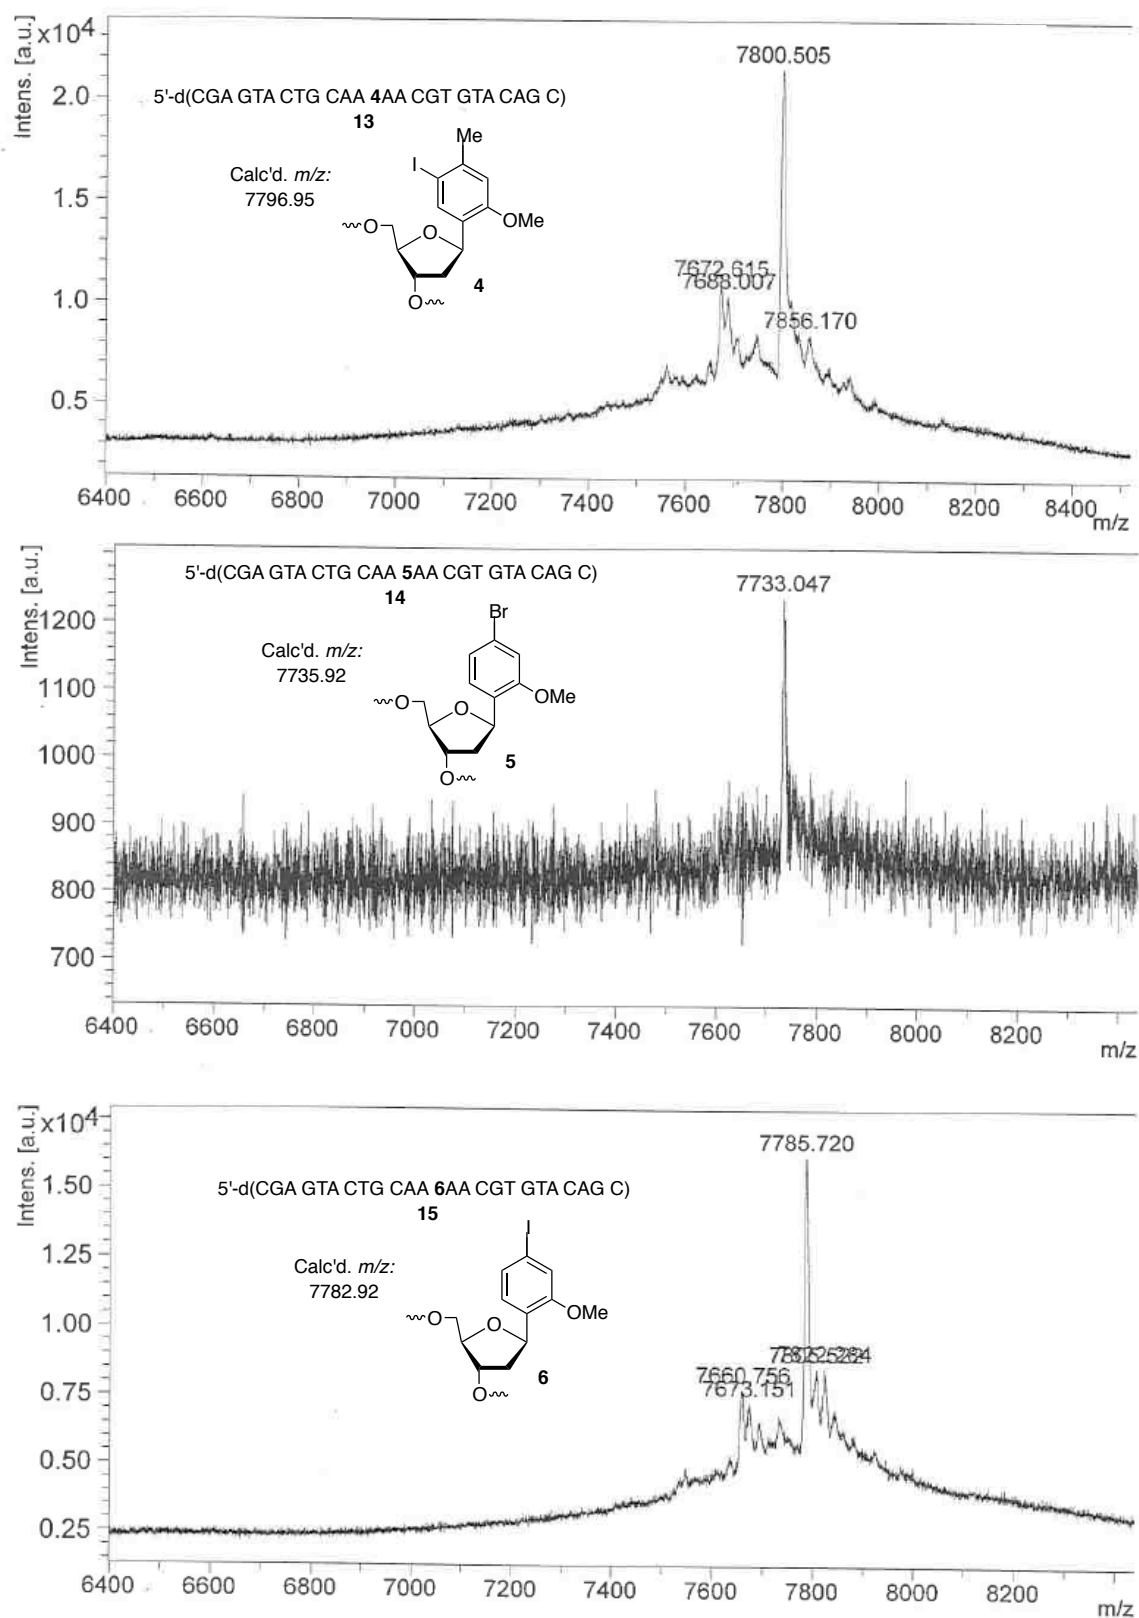 Intens. [a.u.]
x10^4
2.0
1.5
1.0
0.5
7800.505
7672.615
7688.007
7856.170
5'-d(CGA GTA CTG CAA 4AA CGT GTA CAG C)
13
Calc'd. m/z:
7796.95
Me
I
OMe
O
O
4
O
6400 6600 6800 7000 7200 7400 7600 7800 8000 8200 8400
m/z
Intens. [a.u.]
1200
1100
1000
900
800
700
7733.047
5'-d(CGA GTA CTG CAA 5AA CGT GTA CAG C)
14
Calc'd. m/z:
7735.92
Br
OMe
O
O
5
O
6400 6600 6800 7000 7200 7400 7600 7800 8000 8200
m/z
Intens. [a.u.]
x10^4
1.50
1.25
1.00
0.75
0.50
0.25
7785.720
7660.756
7673.151
5'-d(CGA GTA CTG CAA 6AA CGT GTA CAG C)
15
Calc'd. m/z:
7782.92
I
OMe
O
O
6
O
6400 6600 6800 7000 7200 7400 7600 7800 8000 8200
m/z